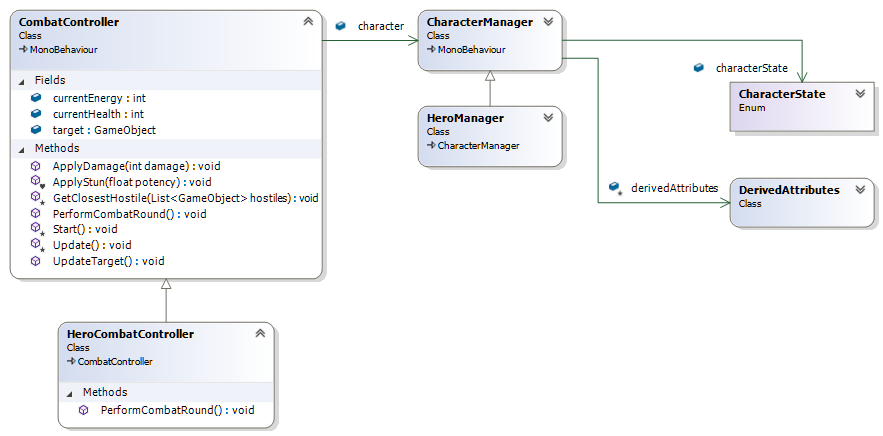 CombatController
Class
MonoBehaviour
Fields
currentEnergy : int
currentHealth : int
target : GameObject
Methods
ApplyDamage(int damage) : void
ApplyStun(float potency) : void
GetClosestHostile(List<GameObject> hostiles) : void
PerformCombatRound() : void
Start() : void
Update() : void
UpdateTarget() : void
HeroCombatController
Class
CombatController
Methods
PerformCombatRound() : void
character
CharacterManager
Class
MonoBehaviour
HeroManager
Class
CharacterManager
characterState
CharacterState
Enum
derivedAttributes
DerivedAttributes
Class